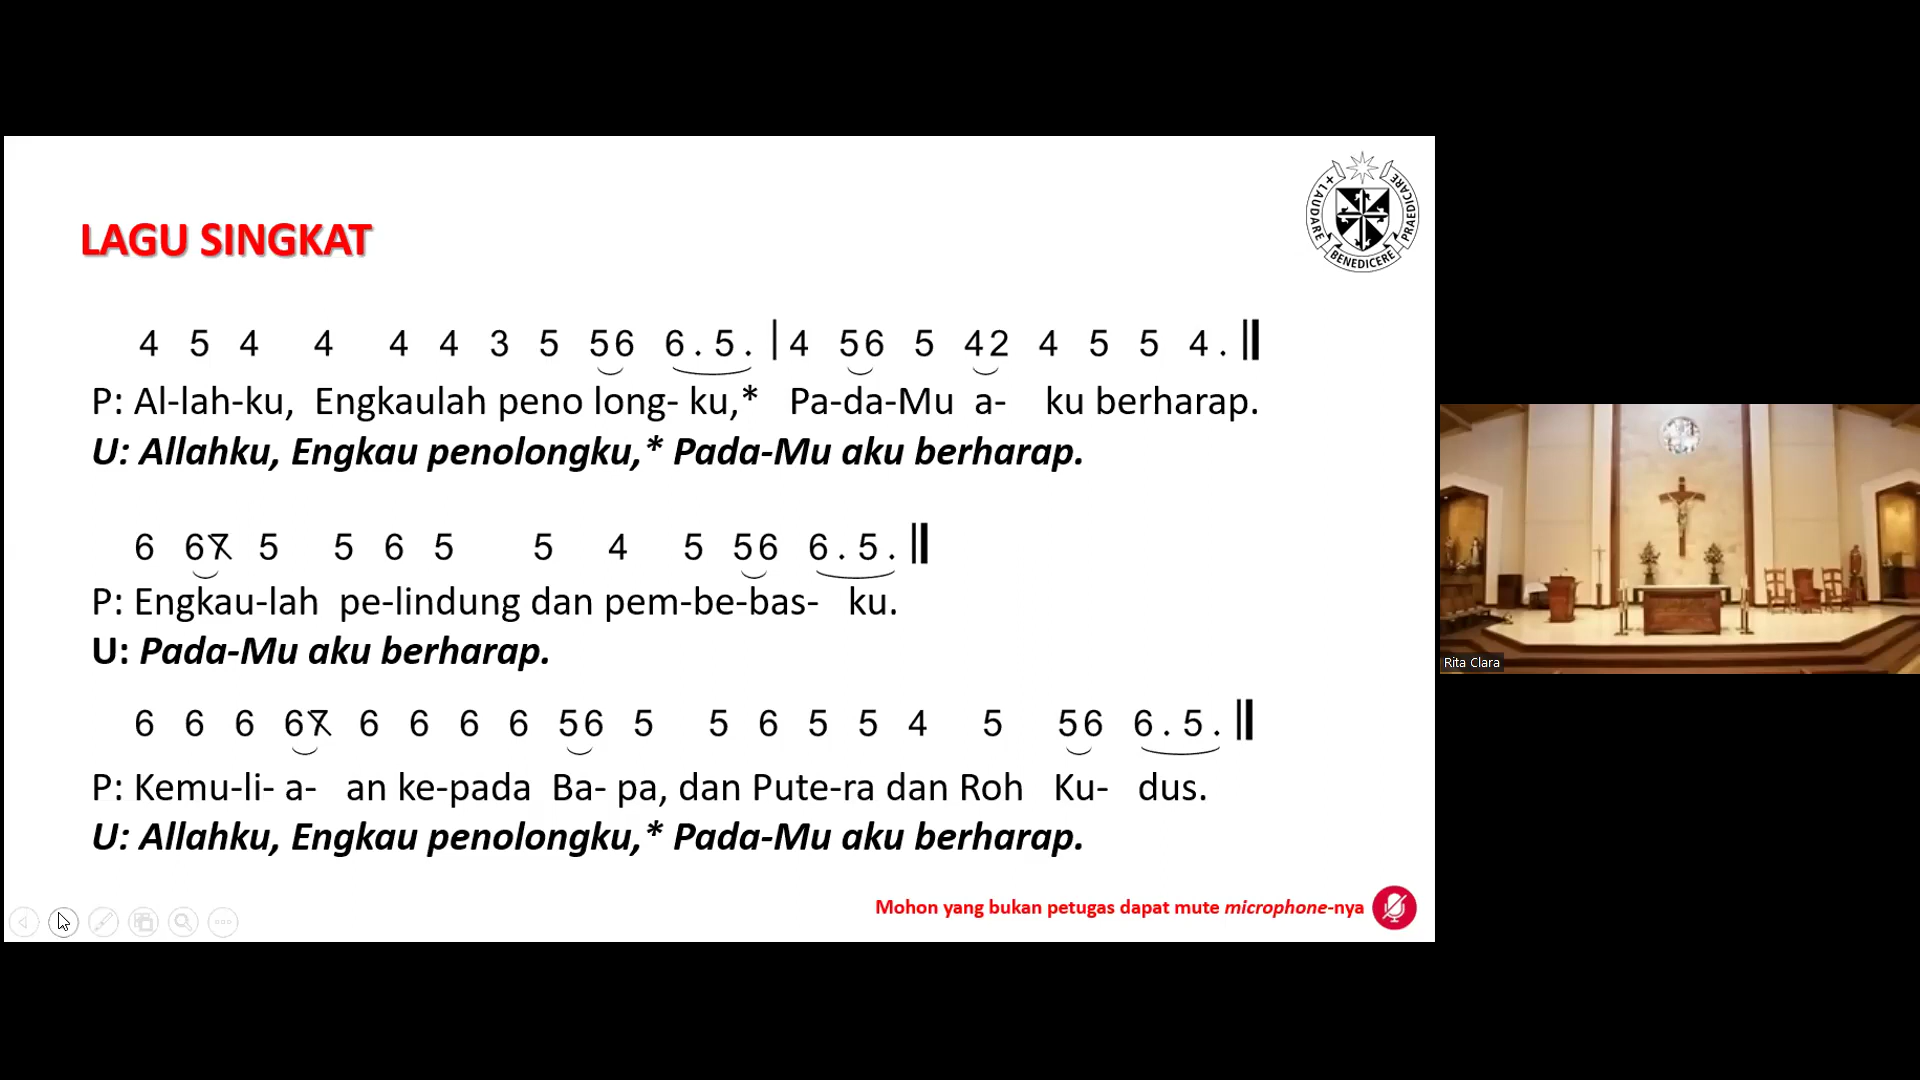 LAGU SINGKAT
+ LAUDARE BENEDICERE PRAEDICARE
4 5 4 4 4 4 3 5 56 6 . 5 . | 4 56 5 42 4 5 5 4 . ||
P: Al-lah-ku, Engkaulah peno long- ku,* Pa-da-Mu a- ku berharap.
U: Allahku, Engkau penolongku,* Pada-Mu aku berharap.
6 67 5 5 6 5 5 4 5 56 6 . 5 . ||
P: Engkau-lah pe-lindung dan pem-be-bas- ku.
U: Pada-Mu aku berharap.
6 6 6 67 6 6 6 6 56 5 5 6 5 5 4 5 56 6 . 5 . ||
P: Kemu-li- a- an ke-pada Ba- pa, dan Pute-ra dan Roh Ku- dus.
U: Allahku, Engkau penolongku,* Pada-Mu aku berharap.
Mohon yang bukan petugas dapat mute microphone-nya
Rita Clara